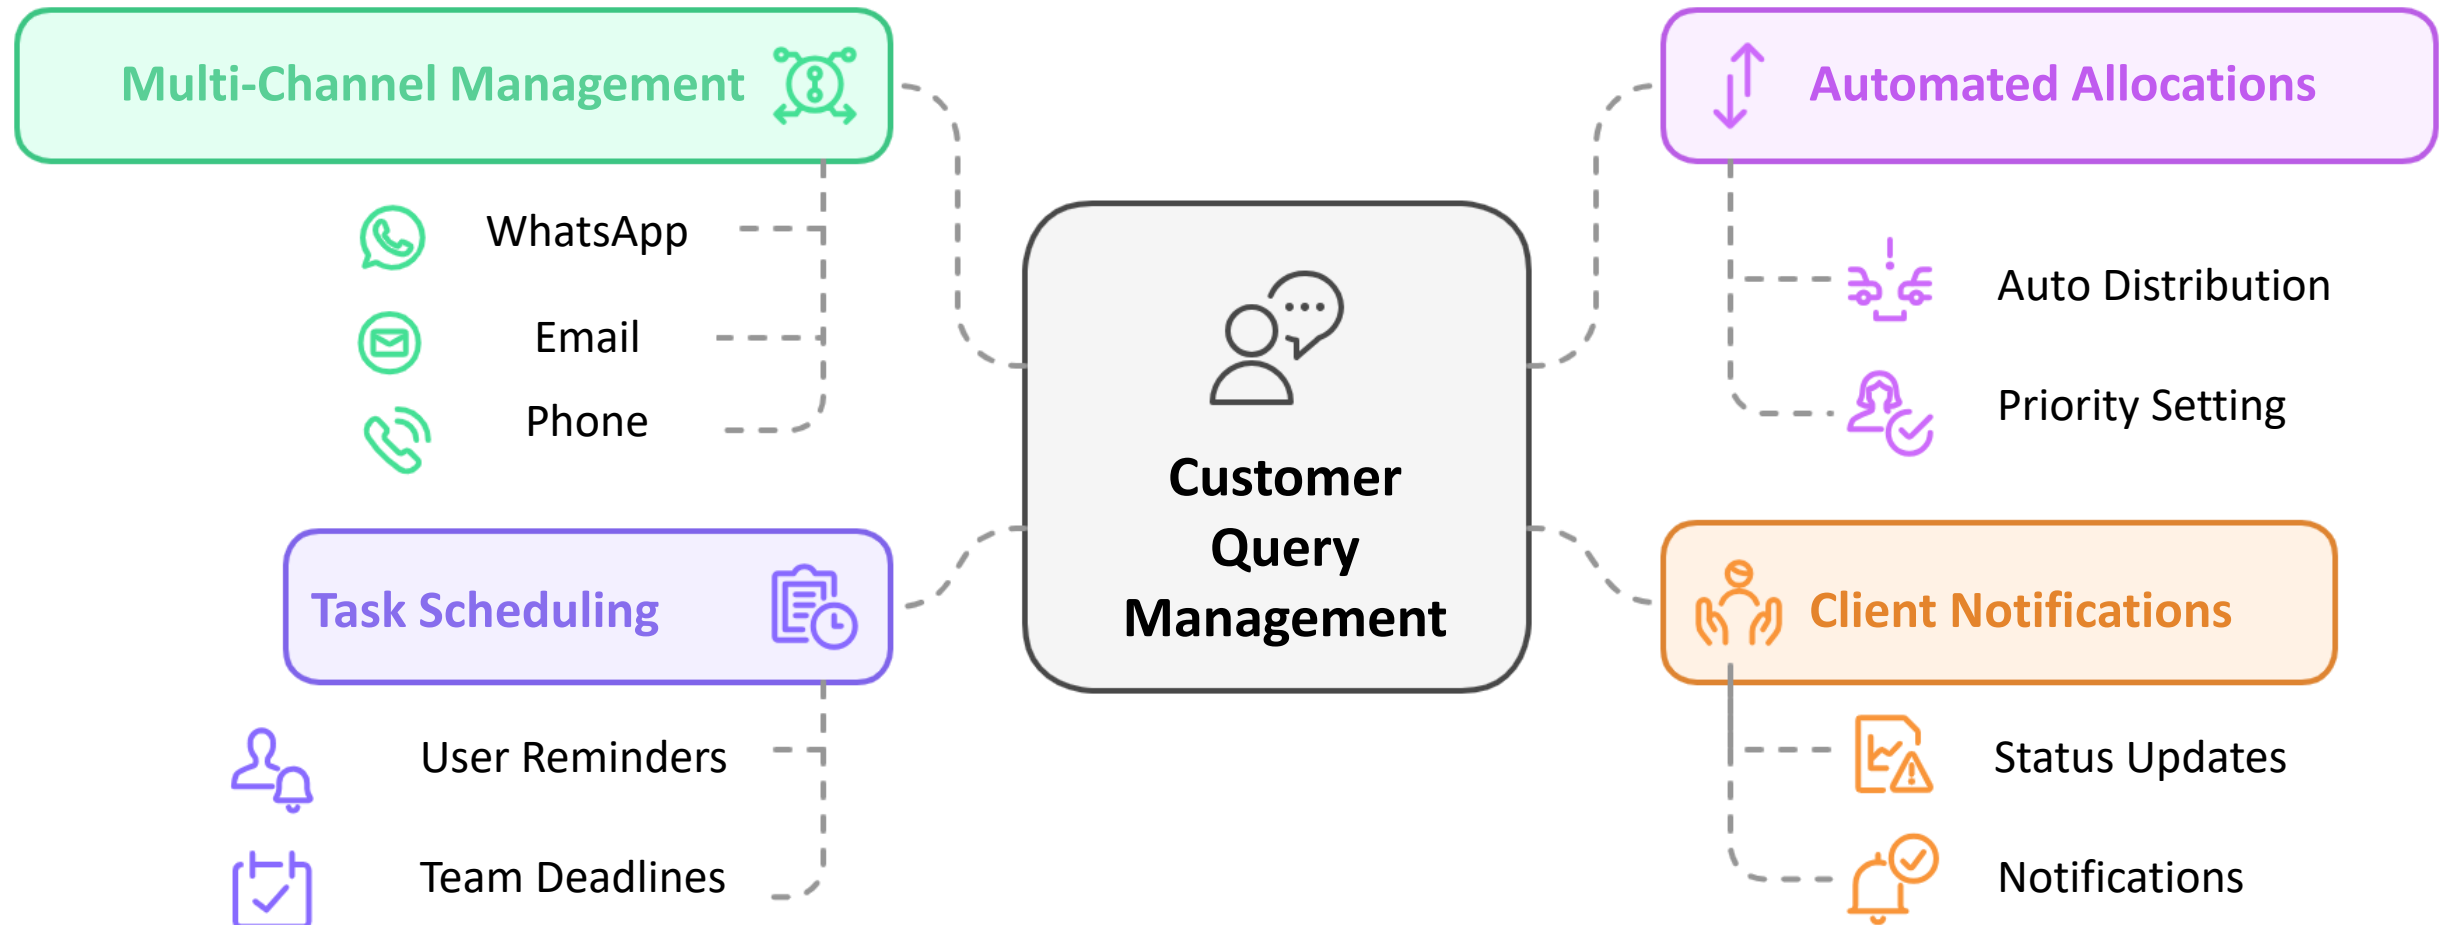 Multi-Channel Management
WhatsApp
Email
Phone
Task Scheduling
User Reminders
Team Deadlines
Customer
Query
Management
Automated Allocations
Auto Distribution
Priority Setting
Client Notifications
Status Updates
Notifications